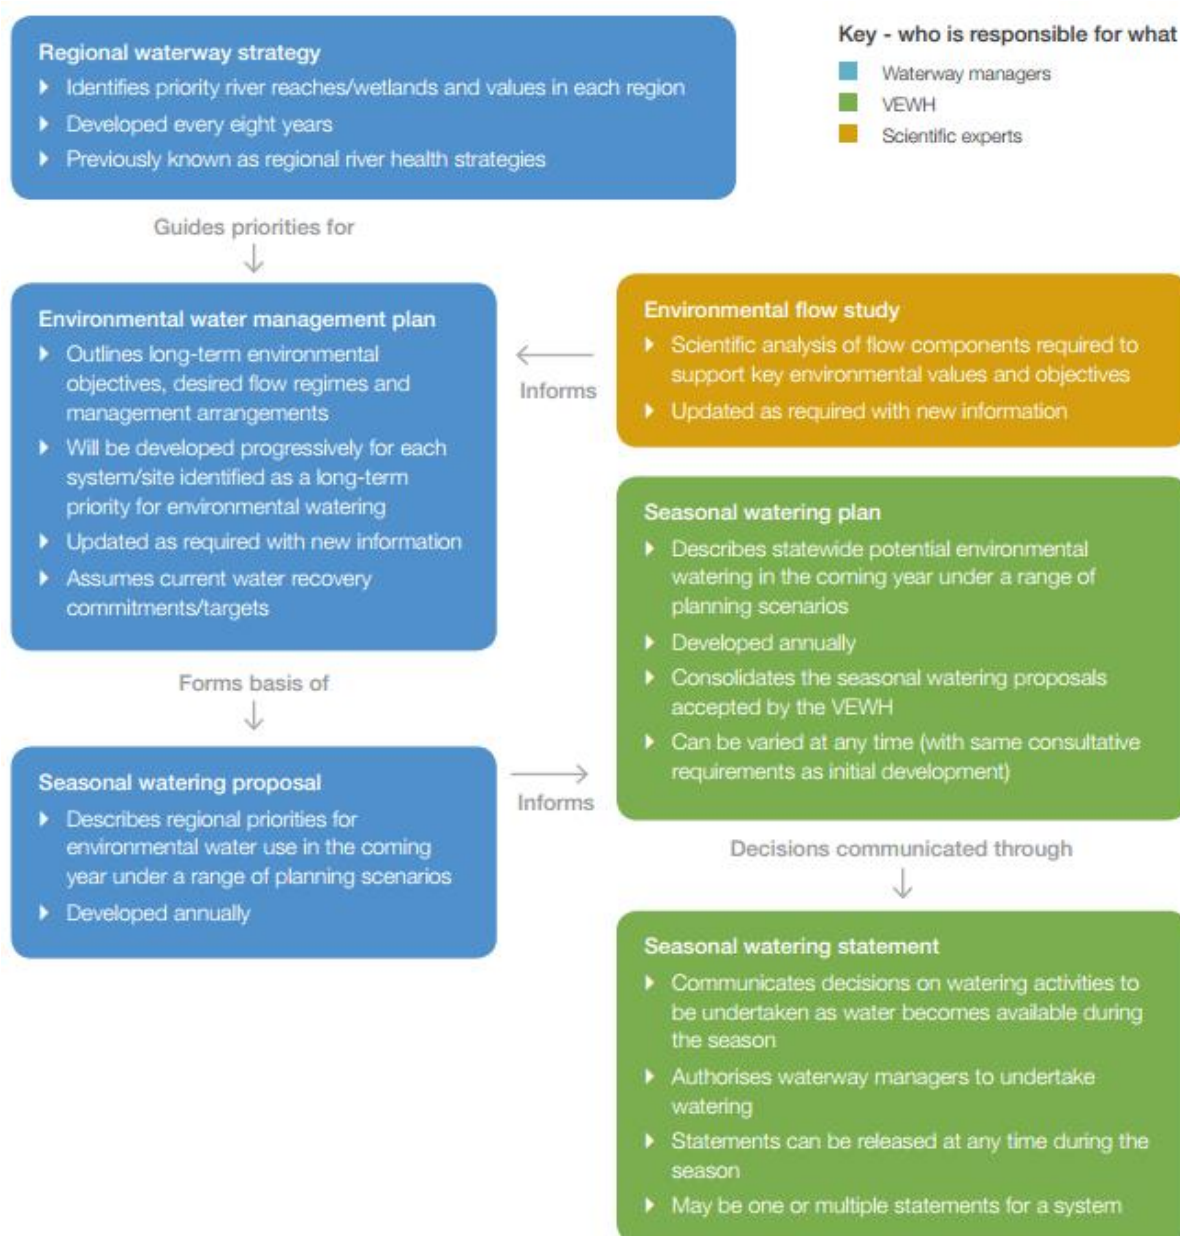 Regional waterway strategy
Identifies priority river reaches/wetlands and values in each region
Developed every eight years
Previously known as regional river health strategies
Key - who is responsible for what
Waterway managers
VEWH
Scientific experts
Guides priorities for
Environmental water management plan
Outlines long-term environmental
objectives, desired flow regimes and
management arrangements
Will be developed progressively for each
system/site identified as a long-term
priority for environmental watering
Updated as required with new information
Assumes current water recovery
commitments/targets
Informs
Environmental flow study
Scientific analysis of flow components required to
support key environmental values and objectives
Updated as required with new information
Forms basis of
Seasonal watering proposal
Describes regional priorities for
environmental water use in the coming
year under a range of planning scenarios
Developed annually
Informs
Seasonal watering plan
Describes statewide potential environmental
watering in the coming year under a range of
planning scenarios
Developed annually
Consolidates the seasonal watering proposals
accepted by the VEWH
Can be varied at any time (with same consultative
requirements as initial development)
Decisions communicated through
Seasonal watering statement
Communicates decisions on watering activities to
be undertaken as water becomes available during
the season
Authorises waterway managers to undertake
watering
Statements can be released at any time during the
season
May be one or multiple statements for a system